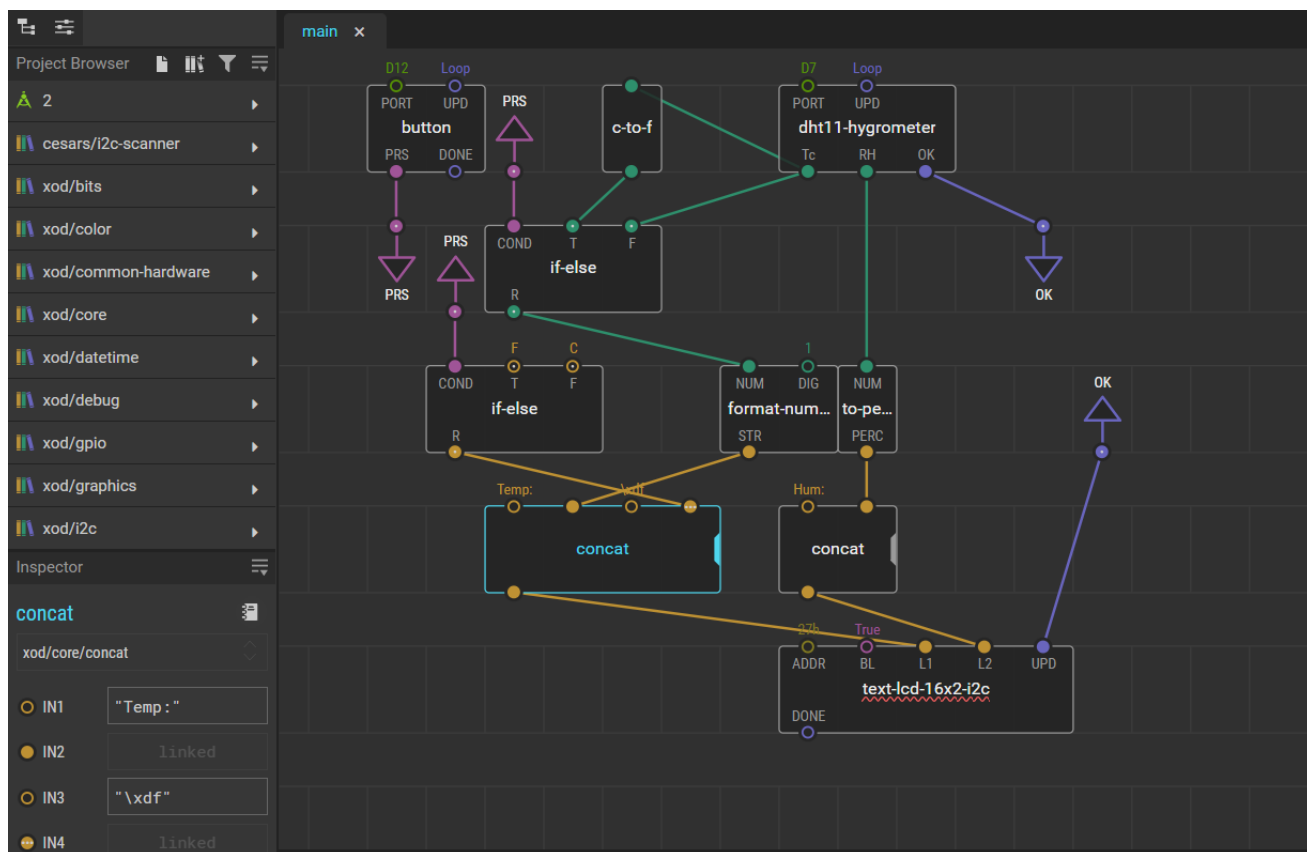 main ×
Project Browser
2
cesars/i2c-scanner
xod/bits
xod/color
xod/common-hardware
xod/core
xod/datetime
xod/debug
xod/gpio
xod/graphics
xod/i2c
Inspector
concat
xod/core/concat
IN1 "Temp:"
IN2 linked
IN3 "\xdf"
IN4 linked
D12 Loop
PORT UPD
button
PRS DONE
PRS
PRS
c-to-f
D7 Loop
PORT UPD
dht11-hygrometer
Tc RH OK
OK
COND T F
if-else
R
PRS
F C
COND T F
if-else
R
1
NUM DIG
format-num...
STR
NUM
to-pe...
PERC
OK
Temp: \xdf
concat
Hum:
concat
27h True
ADDR BL L1 L2 UPD
text-lcd-16x2-i2c
DONE